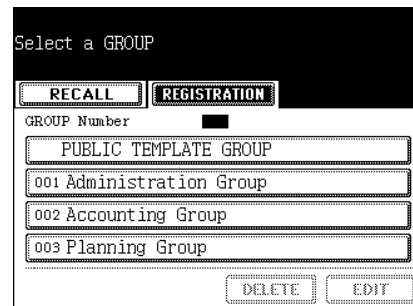 Select a GROUP
RECALL REGISTRATION
GROUP Number
PUBLIC TEMPLATE GROUP
001 Administration Group
002 Accounting Group
003 Planning Group
DELETE EDIT